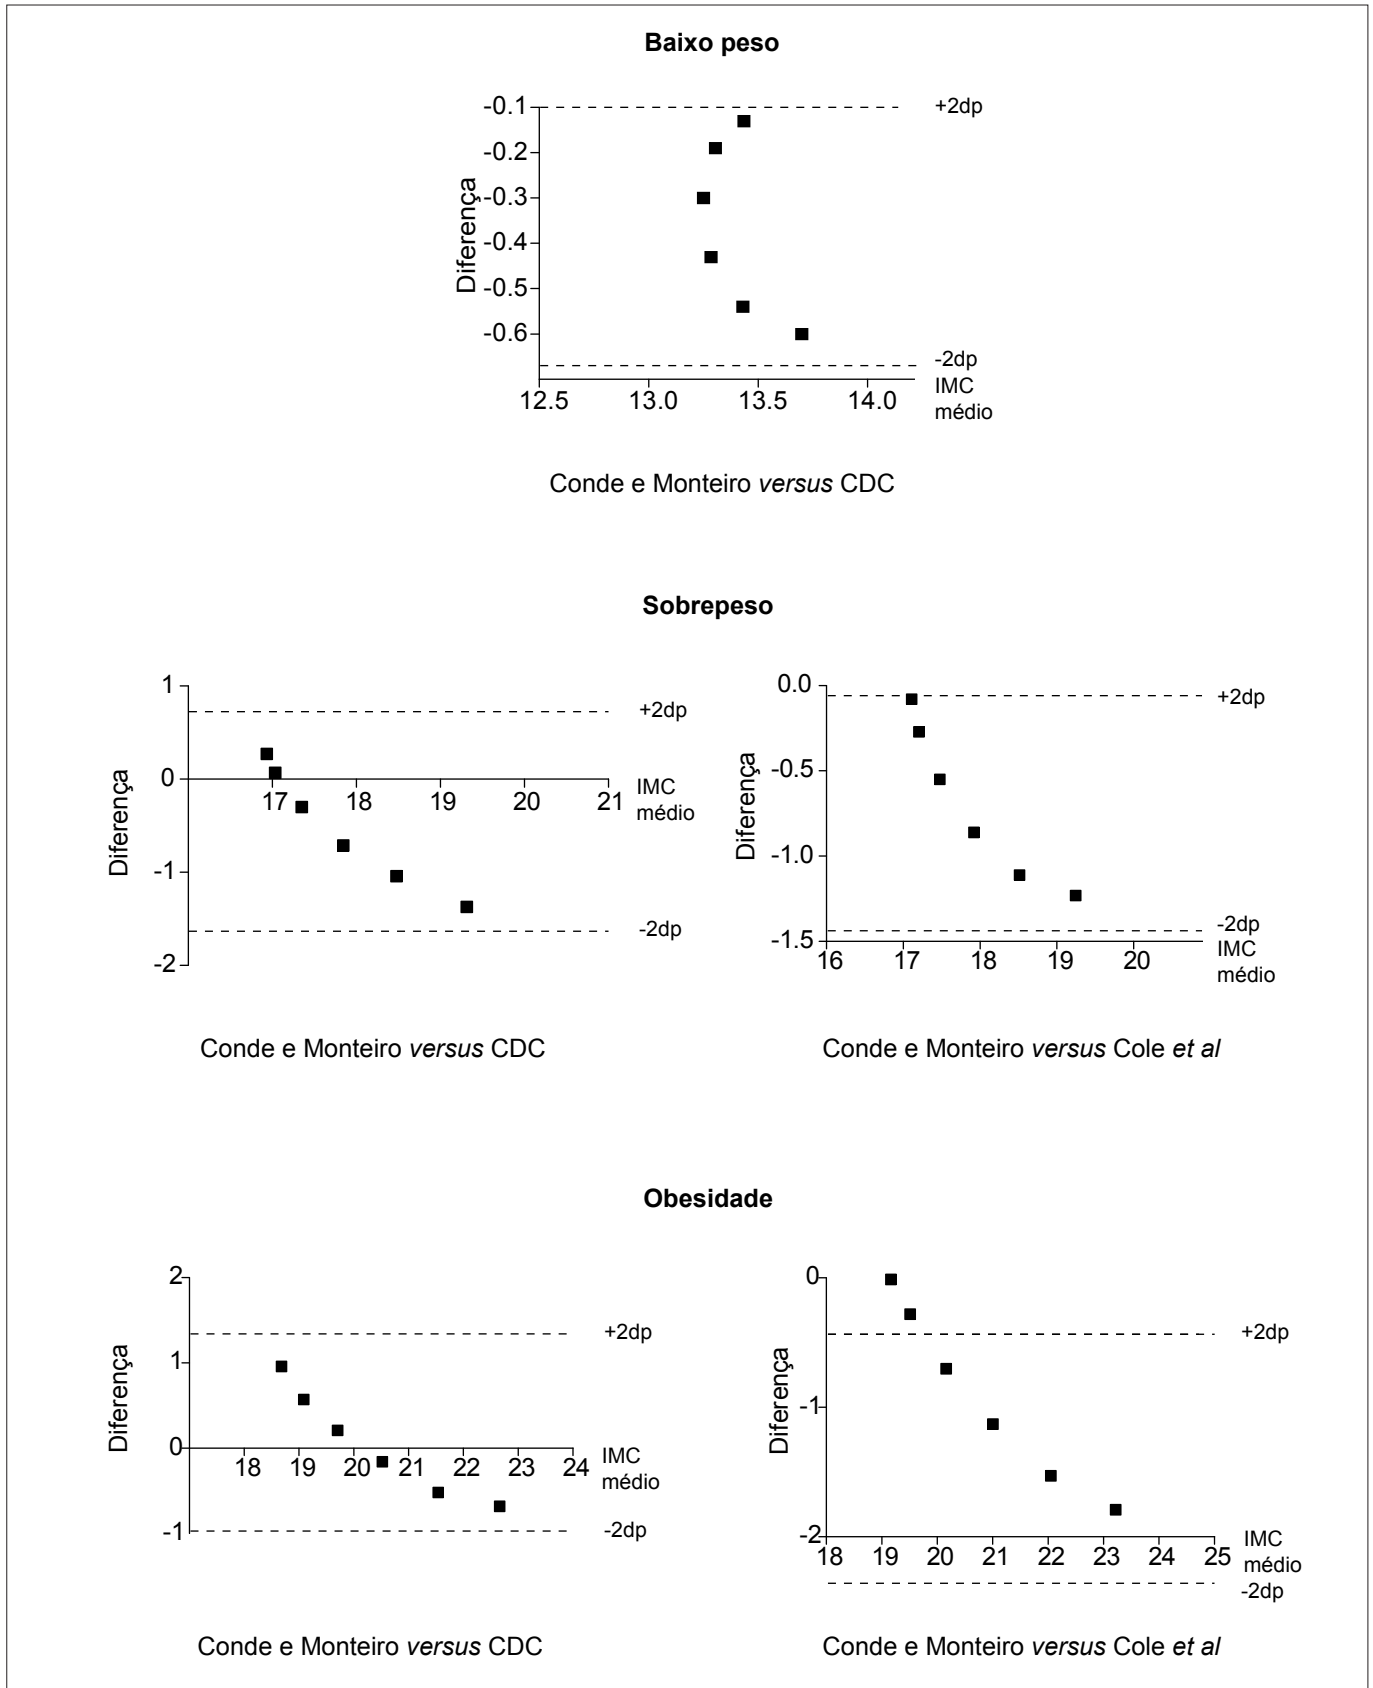 Baixo peso
-0.1
+2dp
-0.2
-0.3
-0.4
-0.5
-0.6
Diferença
-2dp
12.5 13.0 13.5 14.0
IMC
médio
Conde e Monteiro versus CDC
Sobrepeso
1
+2dp
0
17 18 19 20 21
IMC
médio
Diferença
-1
-2dp
-2
Conde e Monteiro versus CDC
0.0
+2dp
-0.5
Diferença
-1.0
-2dp
-1.5
16 17 18 19 20
IMC
médio
Conde e Monteiro versus Cole et al
Obesidade
2
+2dp
1
Diferença
0
18 19 20 21 22 23 24
IMC
médio
-1
-2dp
Conde e Monteiro versus CDC
0
+2dp
Diferença
-1
-2
18 19 20 21 22 23 24 25
IMC
médio
-2dp
Conde e Monteiro versus Cole et al